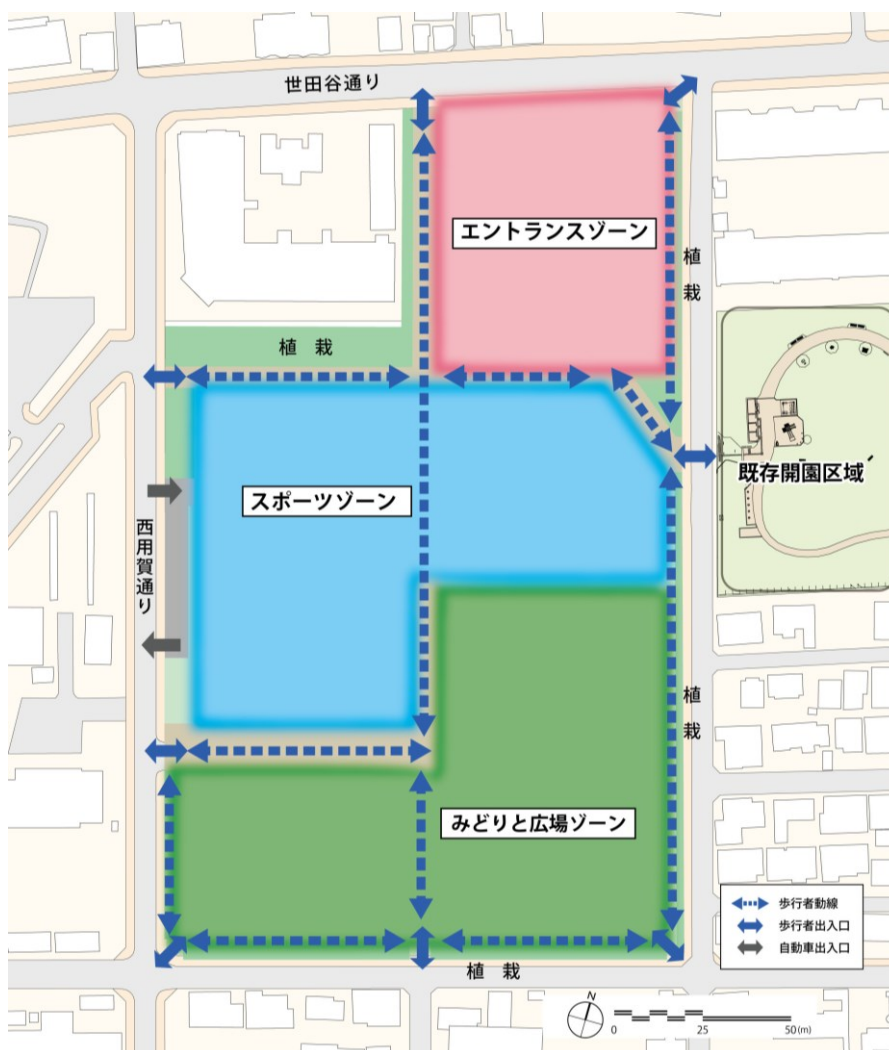 世田谷通り
エントランスゾーン
植栽
植 栽
スポーツゾーン
既存開園区域
西用賀通り
植栽
みどりと広場ゾーン
歩行者動線
歩行者出入口
自動車出入口
植 栽
N
0 25 50(m)